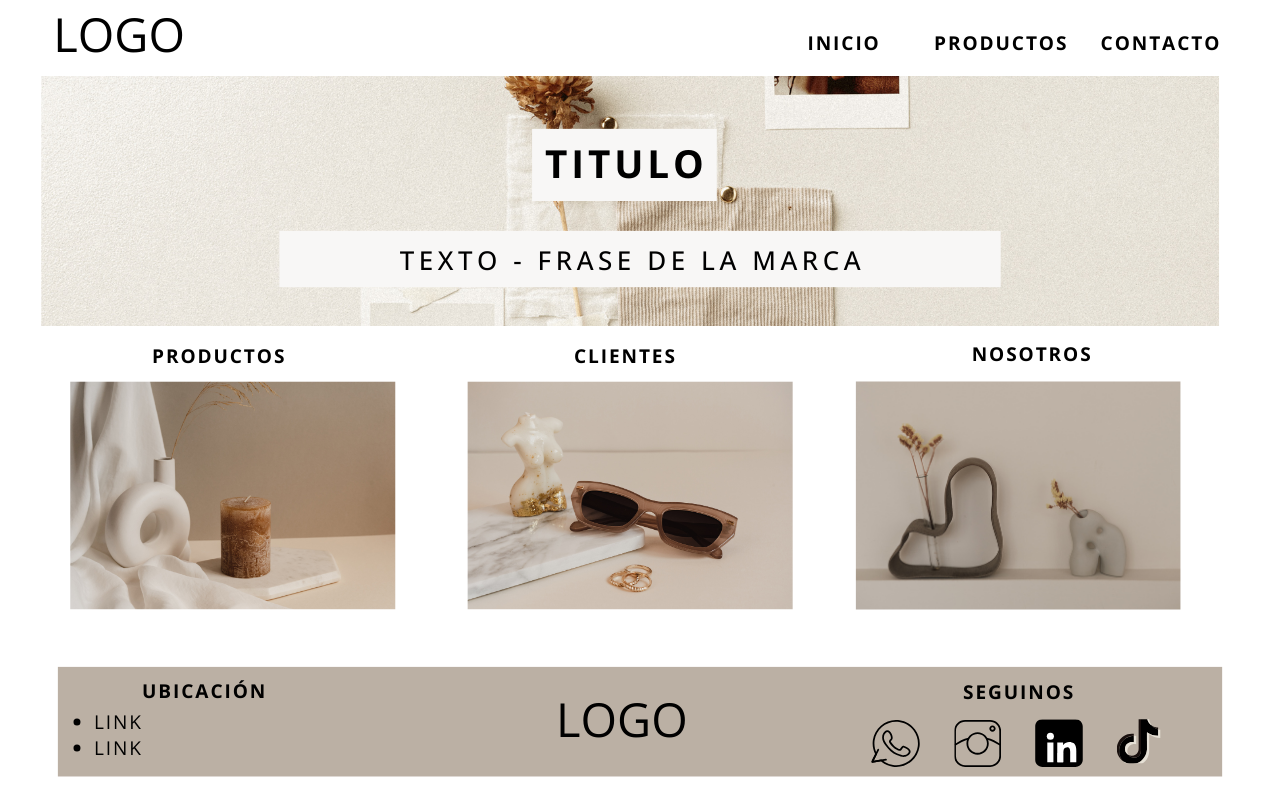 LOGO
INICIO PRODUCTOS CONTACTO
TITULO
TEXTO - FRASE DE LA MARCA
PRODUCTOS CLIENTES NOSOTROS
UBICACIÓN
LINK
LINK
LOGO
SEGUINOS
in